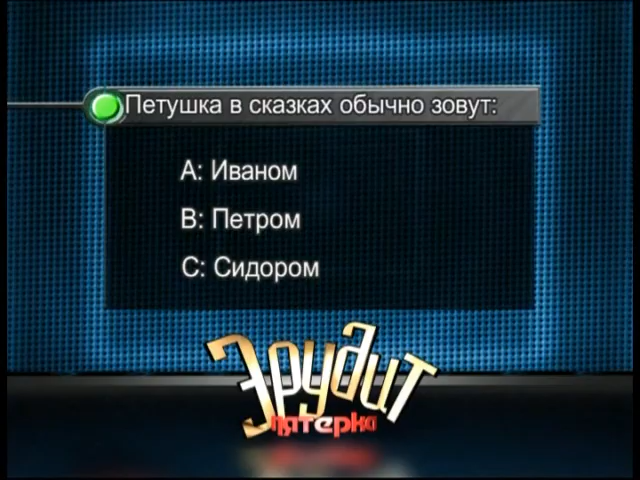 Петушка в сказках обычно зовут:
A: Иваном
B: Петром
C: Сидором
Эрудит
пятерка